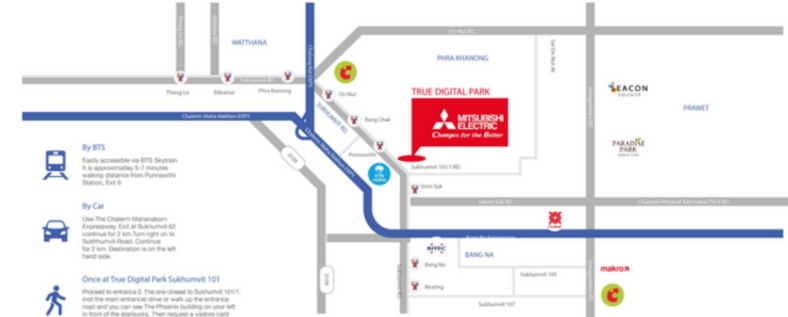 On Nut RD
WATTHANA
PHRA KHANONG
Sukhumvit RD
Thong Lo
Ekkamai
Phra Kanong
On Nut
TRUE DIGITAL PARK
SEACON
SQUARE
PRAWET
SUKHUMVIT RD
Chalerm Maha Nakhon EXPY.
Bang Chak
MITSUBISHI
ELECTRIC
Changes for the Better
PARADISE
PARK
Punnawithi
Sukhumvit 101/1 RD.
Udom Suk
Udom Suk RD
BITEC
BANG NA
Bang Na
Bearing
Sukhumvit 105
Sukhumvit 107
makro
By BTS
Easily accessible via BTS Skytrain.
It is approximately 5-7 minutes
walking distance from Punnawithi
Station, Exit 6
By Car
Use The Chalerm Mahanakorn
Expressway. Exit at Sukhumvit 62
continue for 2 km.Turn right on to
Sukhumvit Road. Continue
for 2 km. Destination is on the left
hand side.
Once at True Digital Park Sukhumvit 101
Proceed to entrance 2. The one closest to Sukhumvit 101/1.
(not the main entrance) drive or walk up the entrance
road and you can see The Phoenix building on your left
in front of the starbucks. Then request a visitors card